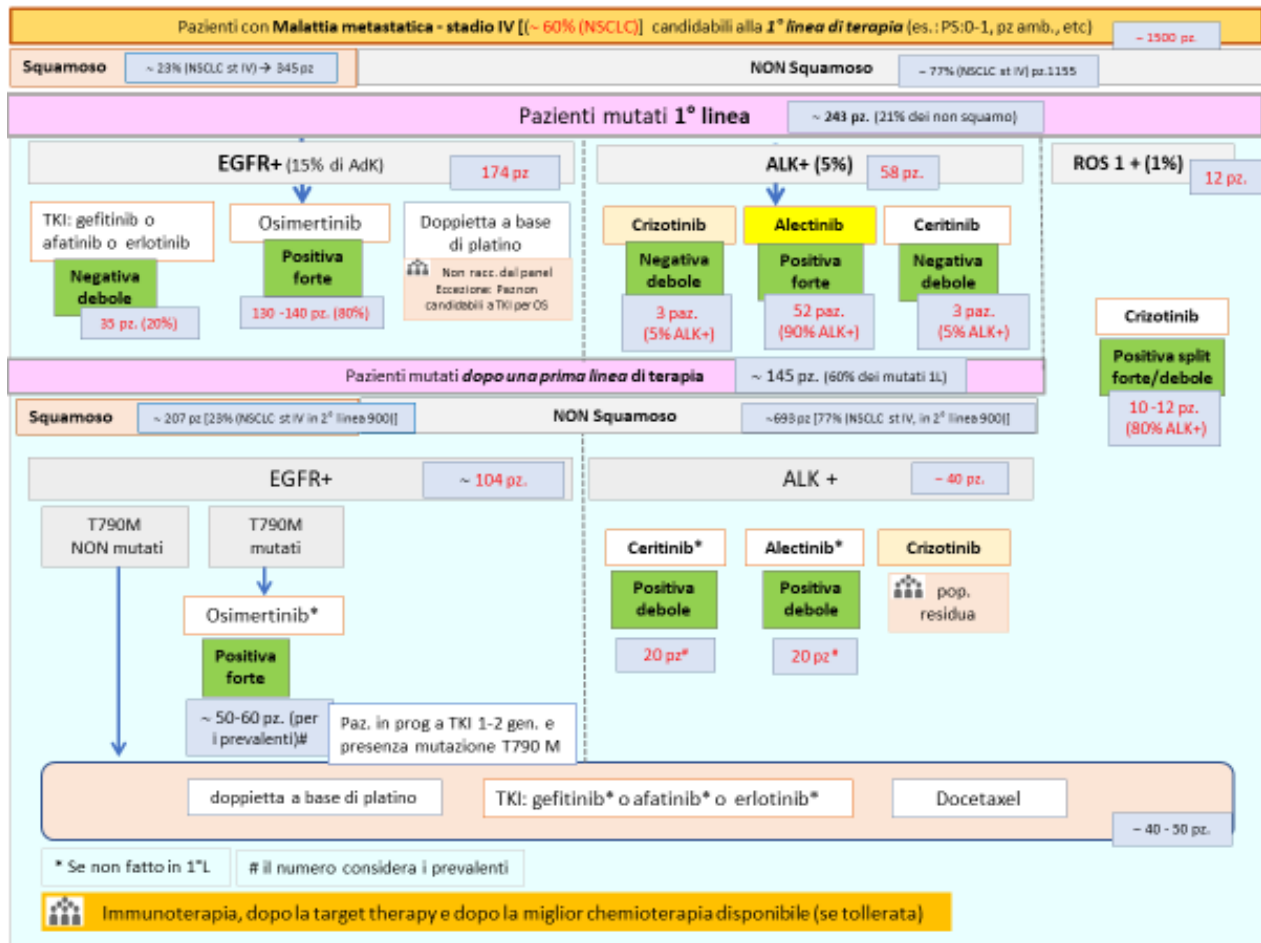 Pazienti con Malattia metastatica - stadio IV [(~ 60% (NSCLC)] candidabili alla 1° linea di terapia (es.: PS:0-1, pz amb., etc)
~ 1500 pz.
Squamoso
~ 23% (NSCLC st IV) → 345 pz
NON Squamoso
~ 77% (NSCLC st IV) pz.1155
Pazienti mutati 1° linea
~ 243 pz. (21% dei non squamo)
EGFR+ (15% di AdK)
174 pz
ALK+ (5%)
58 pz.
ROS 1 + (1%)
12 pz.
TKI: gefitinib o
afatinib o erlotinib
Negativa
debole
35 pz. (20%)
Osimertinib
Positiva
forte
130 -140 pz. (80%)
Doppietta a base
di platino
Non racc. dal panel
Eccezione: Paz non
candidabili a TKI per OS
Crizotinib
Negativa
debole
3 paz.
(5% ALK+)
Alectinib
Positiva
forte
52 paz.
(90% ALK+)
Ceritinib
Negativa
debole
3 paz.
(5% ALK+)
Crizotinib
Positiva split
forte/debole
10 -12 pz.
(80% ALK+)
Pazienti mutati dopo una prima linea di terapia
~ 145 pz. (60% dei mutati 1L)
Squamoso
~ 207 pz [23% (NSCLC st IV in 2° linea 900)]
NON Squamoso
~693 pz [77% (NSCLC st IV, in 2° linea 900)]
EGFR+
~ 104 pz.
ALK +
~ 40 pz.
T790M
NON mutati
T790M
mutati
Osimertinib*
Positiva
forte
~ 50-60 pz. (per
i prevalenti)#
Paz. in prog a TKI 1-2 gen. e
presenza mutazione T790 M
Ceritinib*
Positiva
debole
20 pz#
Alectinib*
Positiva
debole
20 pz*
Crizotinib
pop.
residua
doppietta a base di platino
TKI: gefitinib* o afatinib* o erlotinib*
Docetaxel
~ 40 - 50 pz.
* Se non fatto in 1°L
# il numero considera i prevalenti
Immunoterapia, dopo la target therapy e dopo la miglior chemioterapia disponibile (se tollerata)